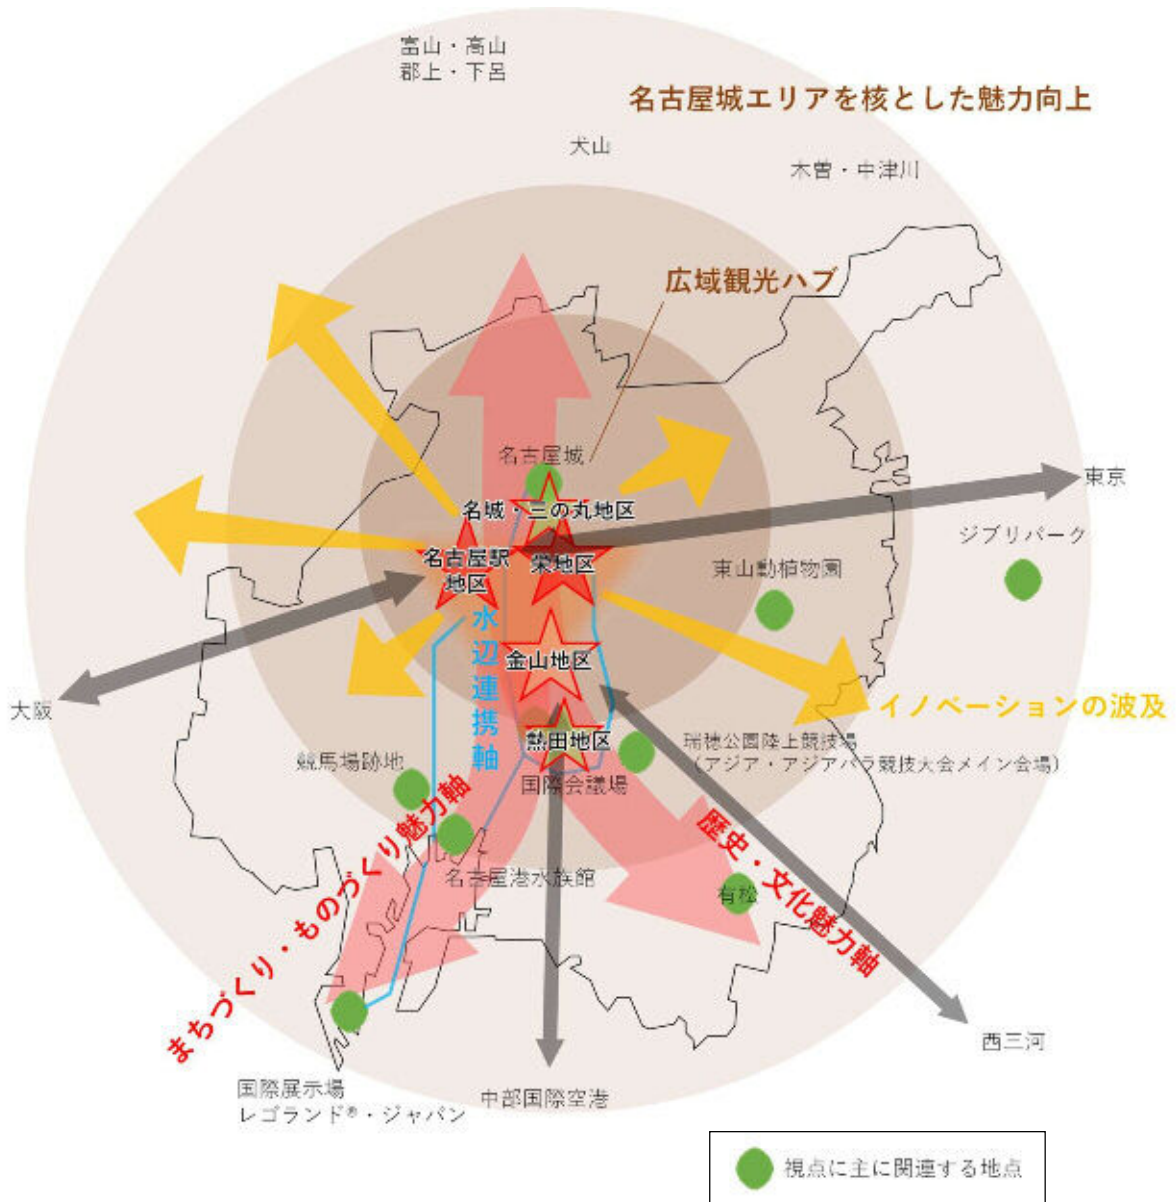 富山・高山
郡上・下呂
名古屋城エリアを核とした魅力向上
犬山
木曽・中津川
広域観光ハブ
名古屋城
東京
名城・三の丸地区
ジブリパーク
名古屋駅
地区
栄地区
東山動植物園
水辺連携軸
金山地区
大阪
イノベーションの波及
熱田地区
瑞穂公園陸上競技場
(アジア・アジアパラ競技大会メイン会場)
競馬場跡地
国際会議場
まちづくり・ものづくり魅力軸
歴史・文化魅力軸
名古屋港水族館
有松
西三河
国際展示場
レゴランド®・ジャパン
中部国際空港
視点に主に関連する地点